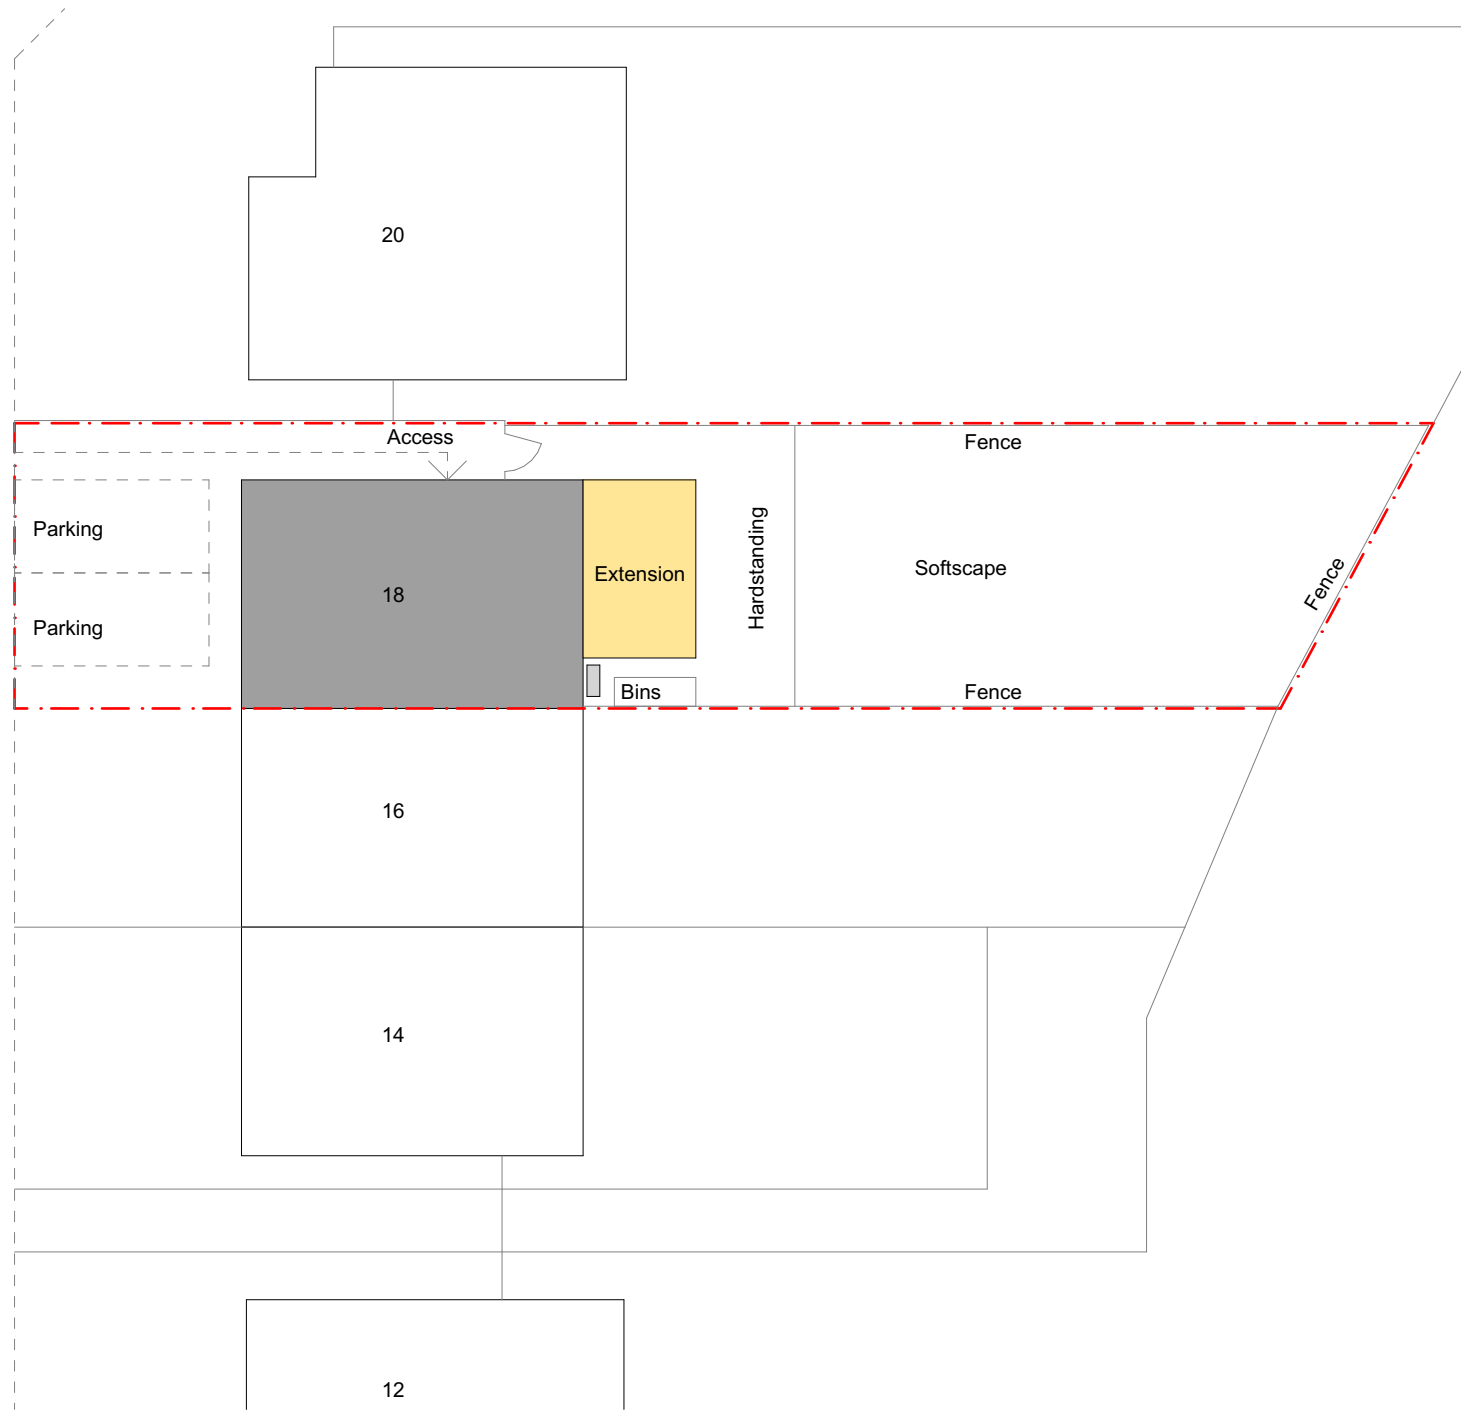 20
Access
Fence
Parking
Hardstanding
Softscape
Extension
Fence
18
Parking
Bins
Fence
16
14
12